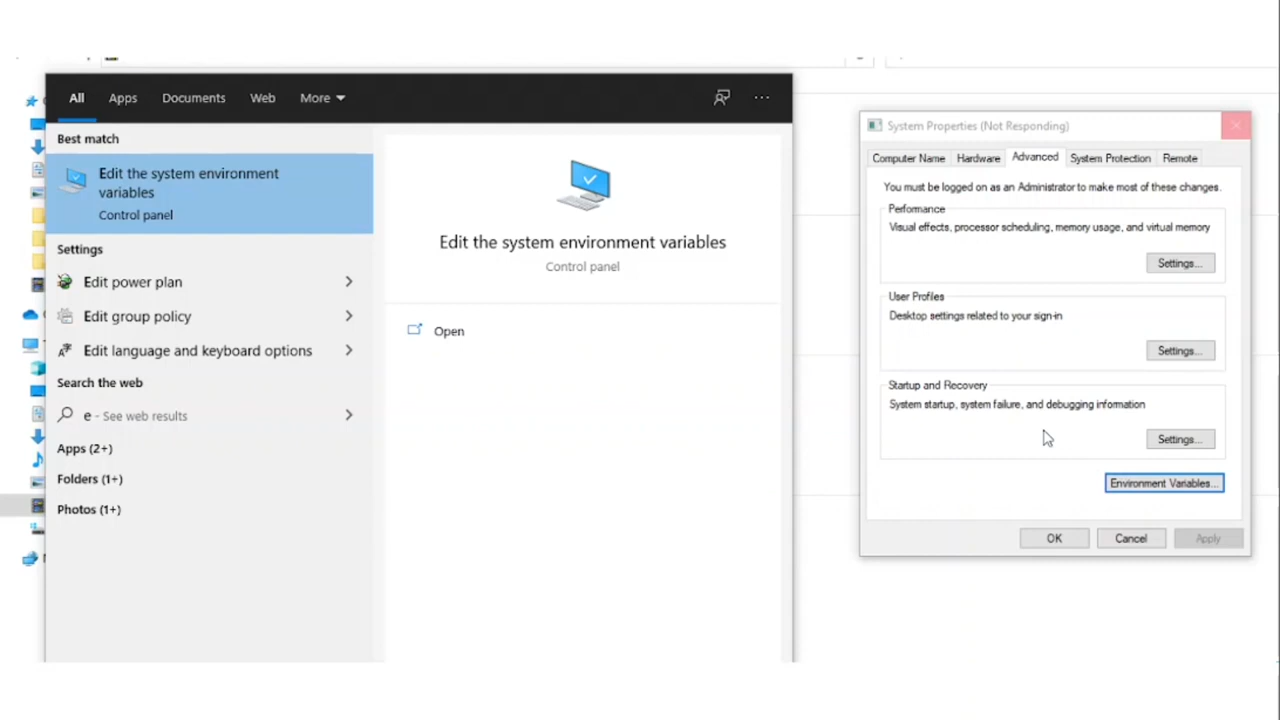 All
Apps
Documents
Web
More
Best match
Edit the system environment
variables
Control panel
Settings
Edit power plan
Edit group policy
Edit language and keyboard options
Search the web
e - See web results
Apps (2+)
Folders (1+)
Photos (1+)
Edit the system environment variables
Control panel
Open
System Properties (Not Responding)
Computer Name
Hardware
Advanced
System Protection
Remote
You must be logged on as an Administrator to make most of these changes.
Performance
Visual effects, processor scheduling, memory usage, and virtual memory
Settings...
User Profiles
Desktop settings related to your sign-in
Settings...
Startup and Recovery
System startup, system failure, and debugging information
Settings...
Environment Variables...
OK
Cancel
Apply